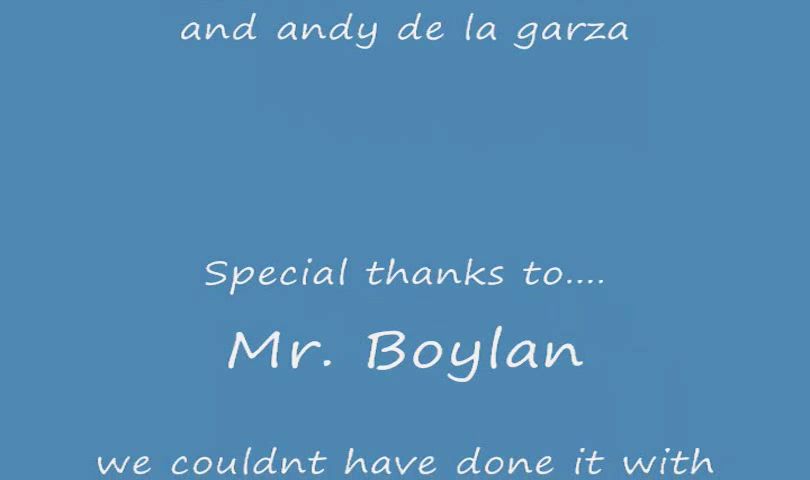 and andy de la garza
Special thanks to....
Mr. Boylan
we couldnt have done it with